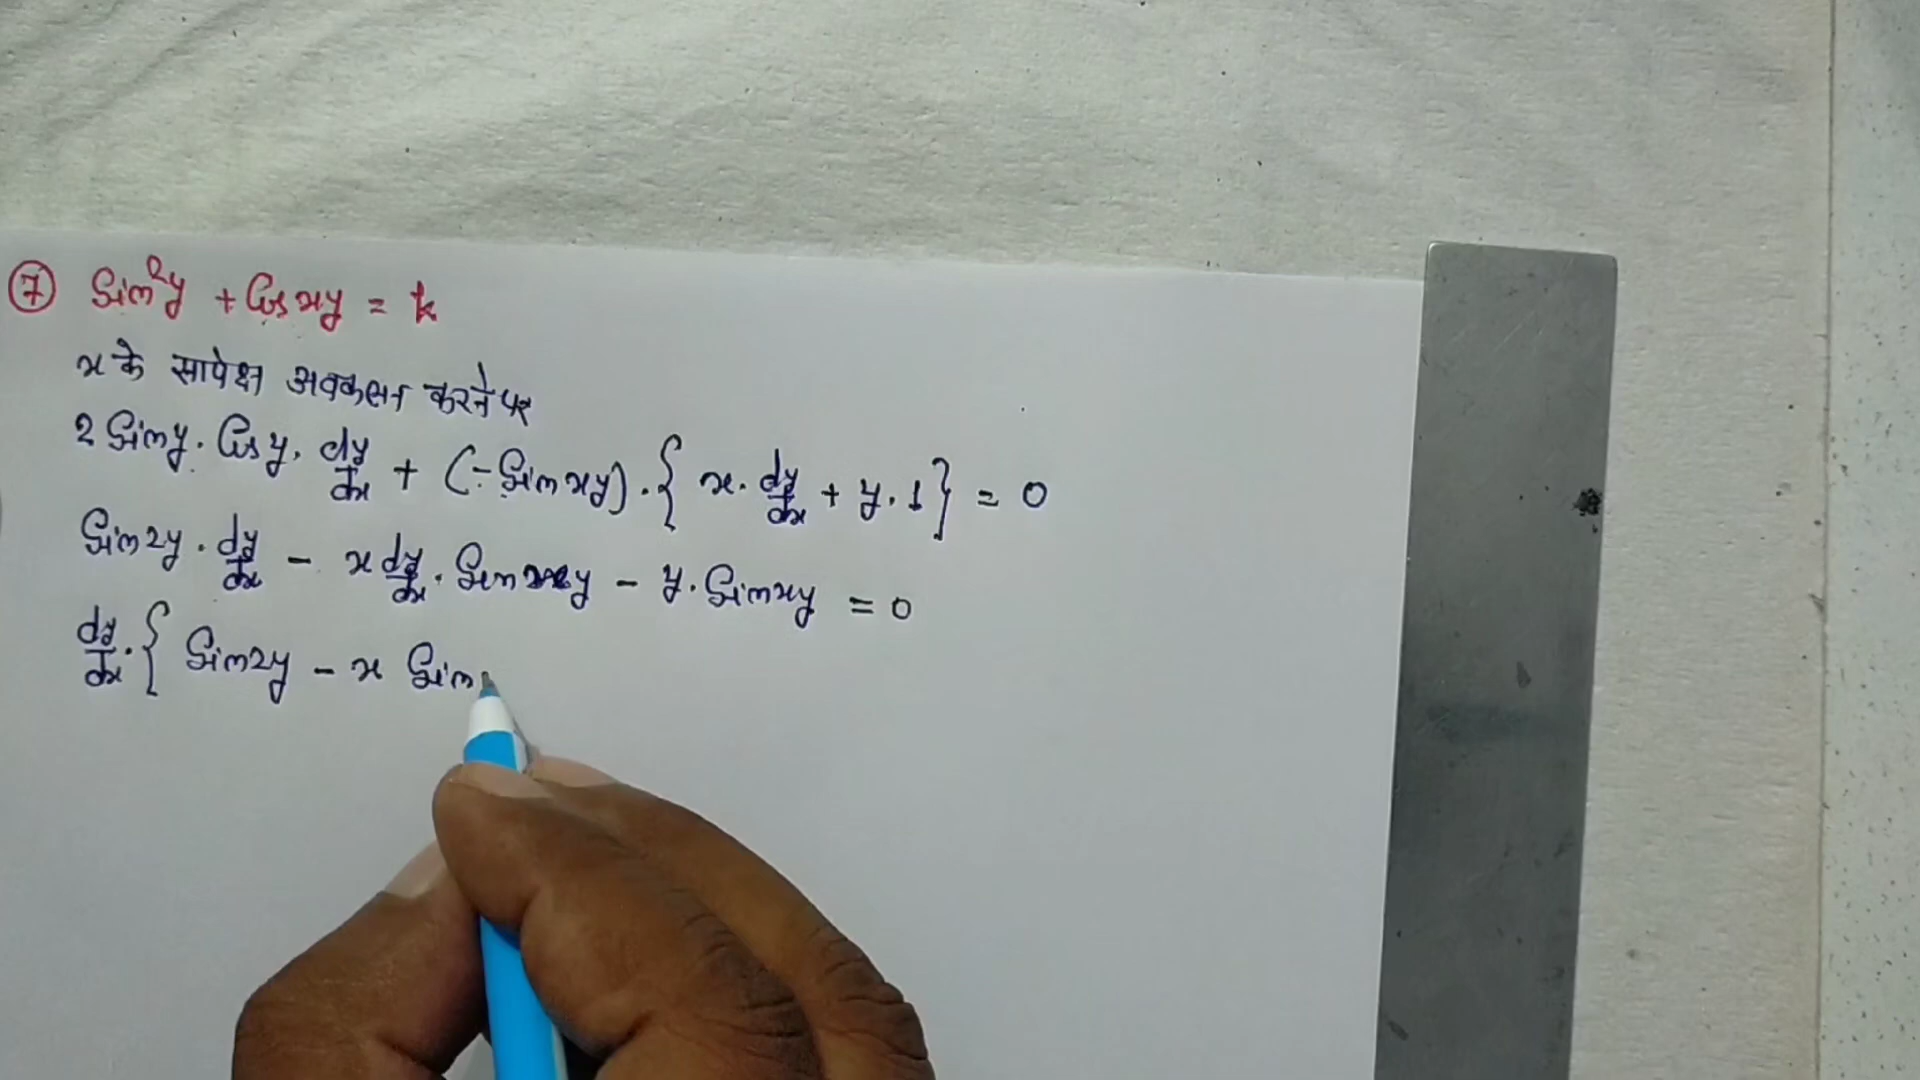 ⑦ Sin²y + Cos xy = k
x के सापेक्ष अवकलन करने पर
2 Sin y . Cos y . dy/dx + (- Sin xy) . { x . dy/dx + y . 1 } = 0
Sin 2y . dy/dx - x dy/dx . Sin xy - y . Sin xy = 0
dy/dx . { Sin 2y - x Sin